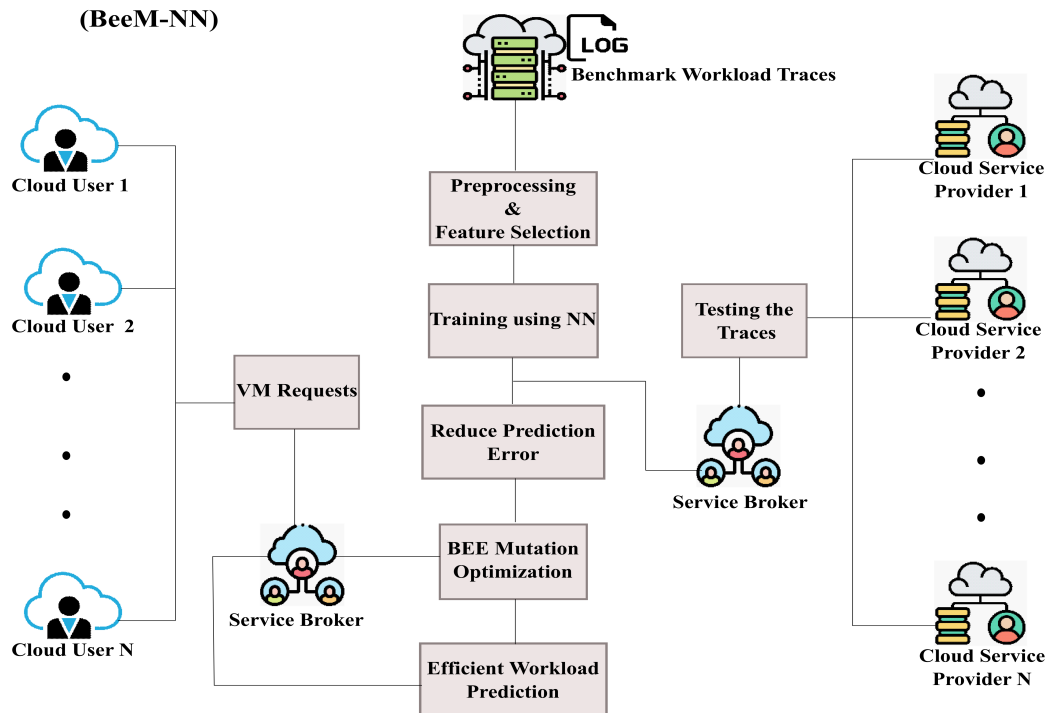 (BeeM-NN)
LOG
Benchmark Workload Traces
Cloud User 1
Cloud User 2
Cloud User N
VM Requests
Service Broker
Preprocessing
&
Feature Selection
Training using NN
Reduce Prediction
Error
BEE Mutation
Optimization
Efficient Workload
Prediction
Testing the
Traces
Service Broker
Cloud Service
Provider 1
Cloud Service
Provider 2
Cloud Service
Provider N